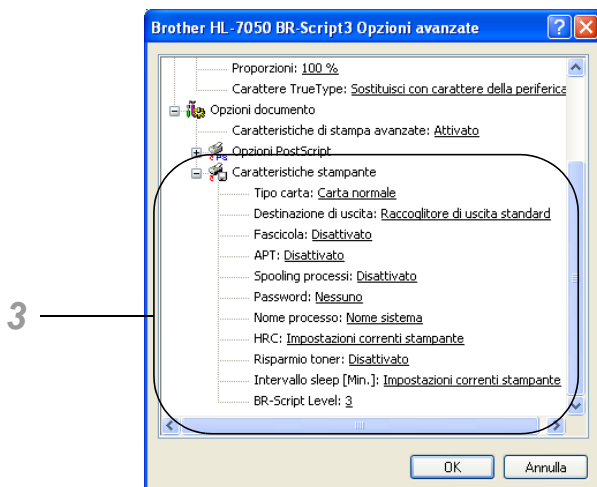 Brother HL-7050 BR-Script3 Opzioni avanzate
Proporzioni: 100 %
Carattere TrueType: Sostituisci con carattere della periferica
Opzioni documento
Caratteristiche di stampa avanzate: Attivato
Opzioni PostScript
Caratteristiche stampante
Tipo carta: Carta normale
Destinazione di uscita: Raccoglitore di uscita standard
Fascicola: Disattivato
APT: Disattivato
Spooling processi: Disattivato
Password: Nessuno
3
Nome processo: Nome sistema
HRC: Impostazioni correnti stampante
Risparmio toner: Disattivato
Intervallo sleep [Min.]: Impostazioni correnti stampante
BR-Script Level: 3
OK
Annulla